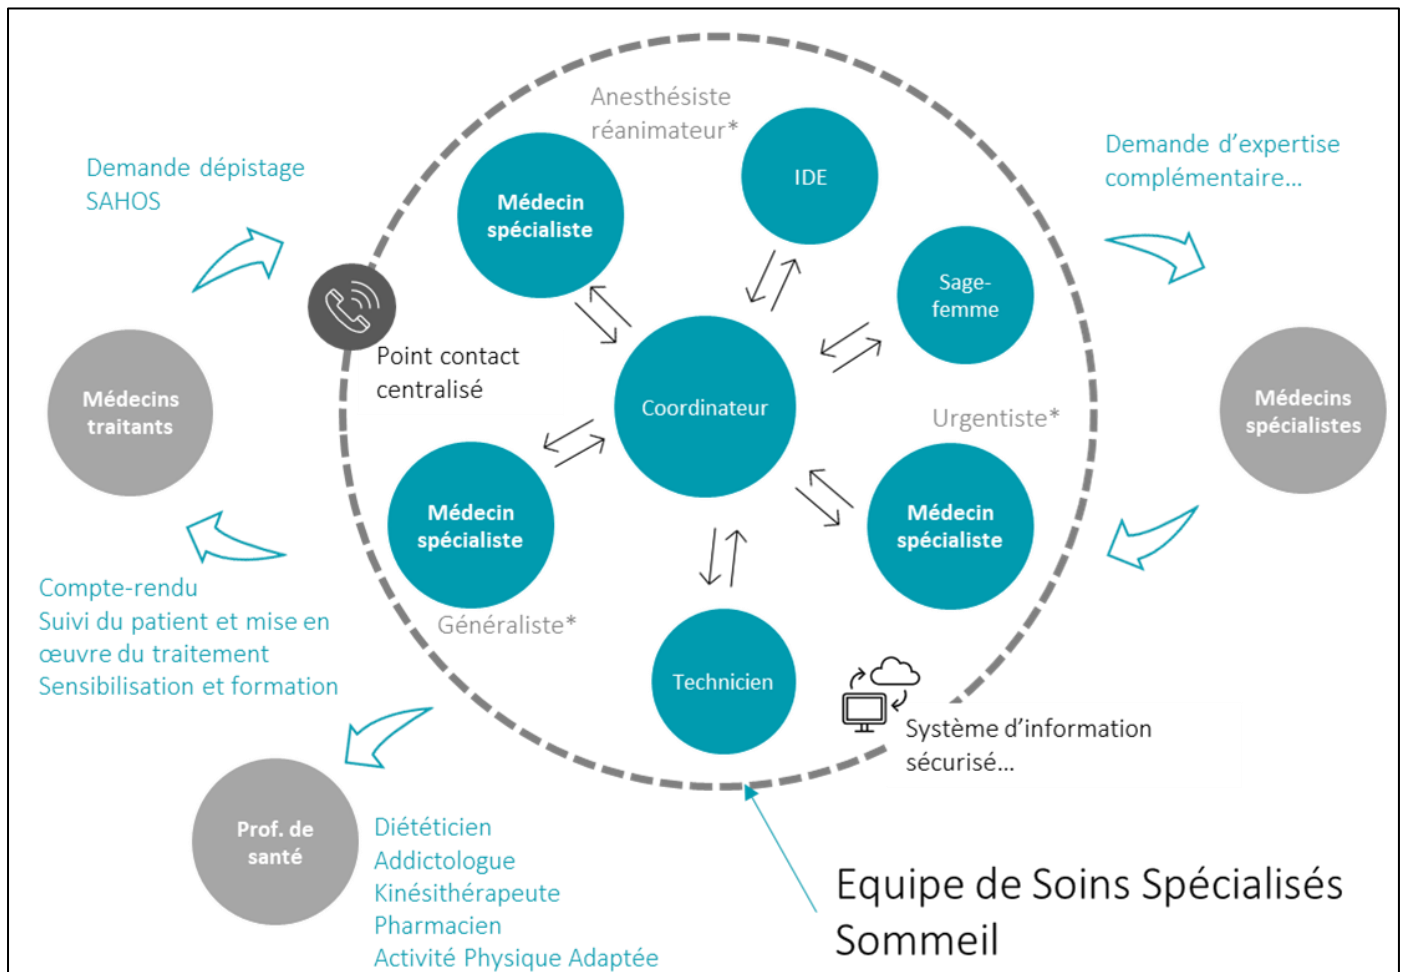 Anesthésiste
réanimateur*
Demande dépistage
SAHOS
Médecin
spécialiste
IDE
Demande d’expertise
complémentaire…
Sage-
femme
Point contact
centralisé
Médecins
traitants
Coordinateur
Médecins
spécialistes
Urgentiste*
Médecin
spécialiste
Médecin
spécialiste
Compte-rendu
Suivi du patient et mise en
œuvre du traitement
Sensibilisation et formation
Généraliste*
Technicien
Système d’information
sécurisé…
Prof. de
santé
Diététicien
Addictologue
Kinésithérapeute
Pharmacien
Activité Physique Adaptée
Equipe de Soins Spécialisés
Sommeil